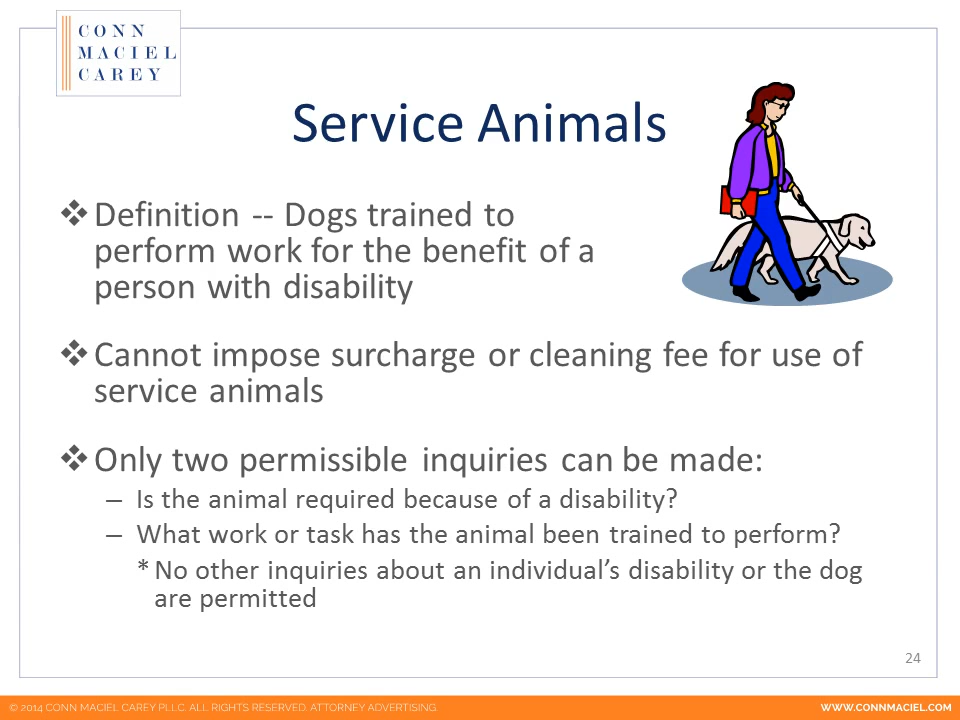 CONN
MACIEL
CAREY
Service Animals
❖ Definition -- Dogs trained to
perform work for the benefit of a
person with disability
❖ Cannot impose surcharge or cleaning fee for use of
service animals
❖ Only two permissible inquiries can be made:
– Is the animal required because of a disability?
– What work or task has the animal been trained to perform?
* No other inquiries about an individual’s disability or the dog
are permitted
24
© 2014 CONN MACIEL CAREY PLLC. ALL RIGHTS RESERVED. ATTORNEY ADVERTISING.
WWW.CONNMACIEL.COM